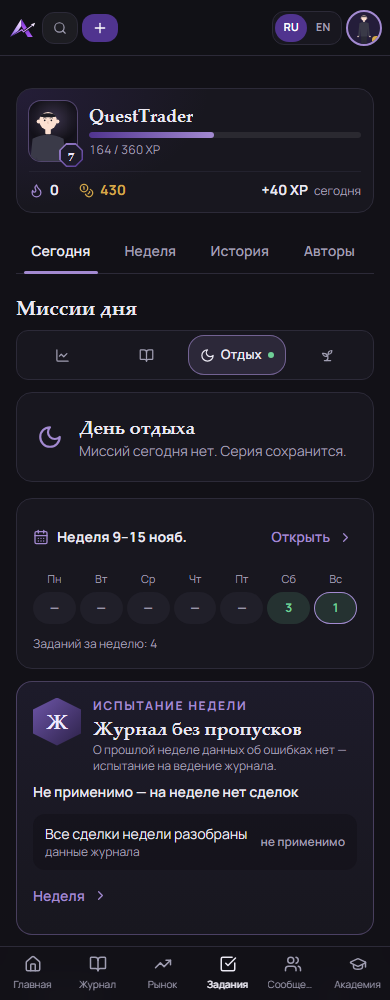 RU EN
QuestTrader
7
164 / 360 XP
0 430 +40 XP сегодня
Сегодня Неделя История Авторы
Миссии дня
Отдых
День отдыха
Миссий сегодня нет. Серия сохранится.
Неделя 9–15 нояб. Открыть
Пн Вт Ср Чт Пт Сб Вс
– – – – – 3 1
Заданий за неделю: 4
Ж
ИСПЫТАНИЕ НЕДЕЛИ
Журнал без пропусков
О прошлой неделе данных об ошибках нет —
испытание на ведение журнала.
Не применимо — на неделе нет сделок
Все сделки недели разобраны
данные журнала
не применимо
Неделя
Главная Журнал Рынок Задания Сообще... Академия